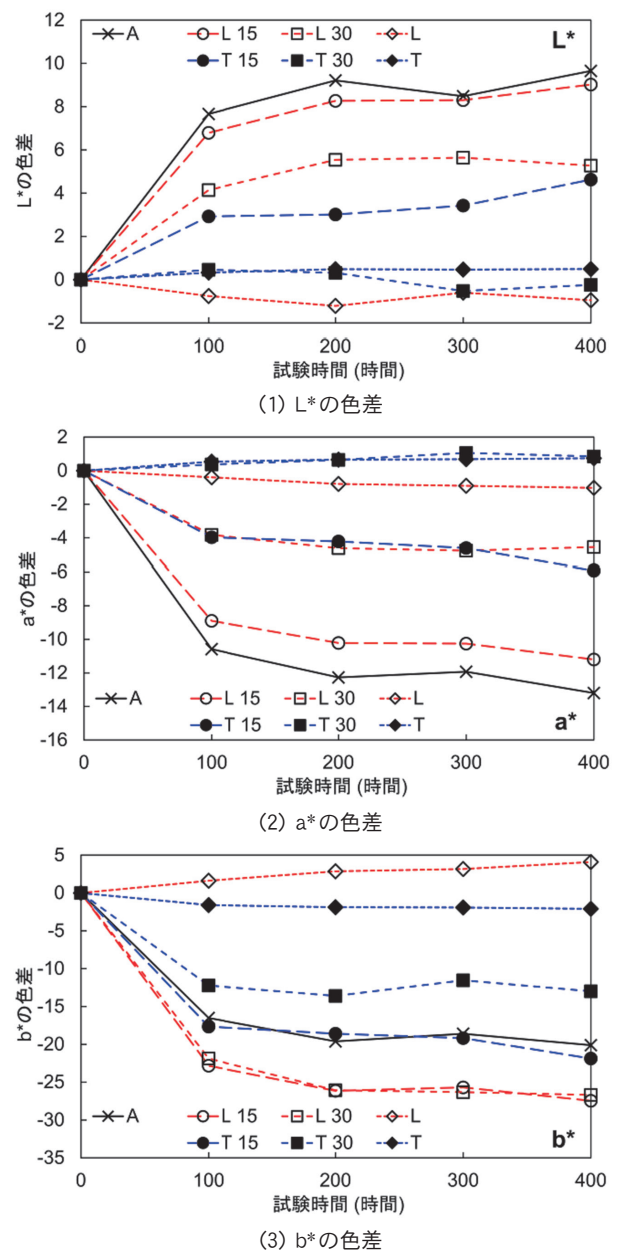 12
10
8
6
4
2
0
-2
L*の色差
A L 15 L 30 L
T 15 T 30 T
L*
0 100 200 300 400
試験時間 (時間)
(1) L*の色差
2
0
-2
-4
-6
-8
-10
-12
-14
-16
a*の色差
A L 15 L 30 L
T 15 T 30 T
a*
0 100 200 300 400
試験時間 (時間)
(2) a*の色差
5
0
-5
-10
-15
-20
-25
-30
-35
b*の色差
A L 15 L 30 L
T 15 T 30 T
b*
0 100 200 300 400
試験時間 (時間)
(3) b*の色差